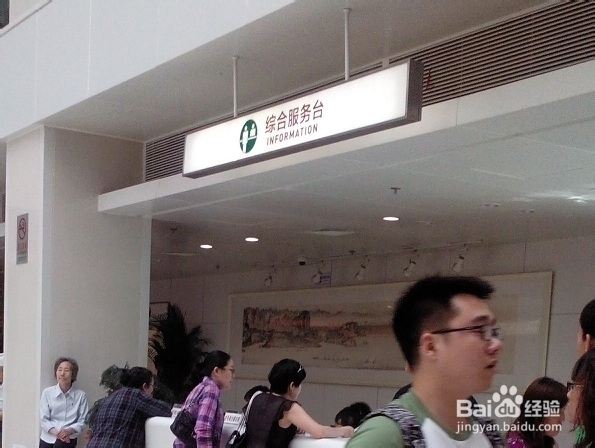 综合服务台
INFORMATION
Baidu经验
jingyan.baidu.com